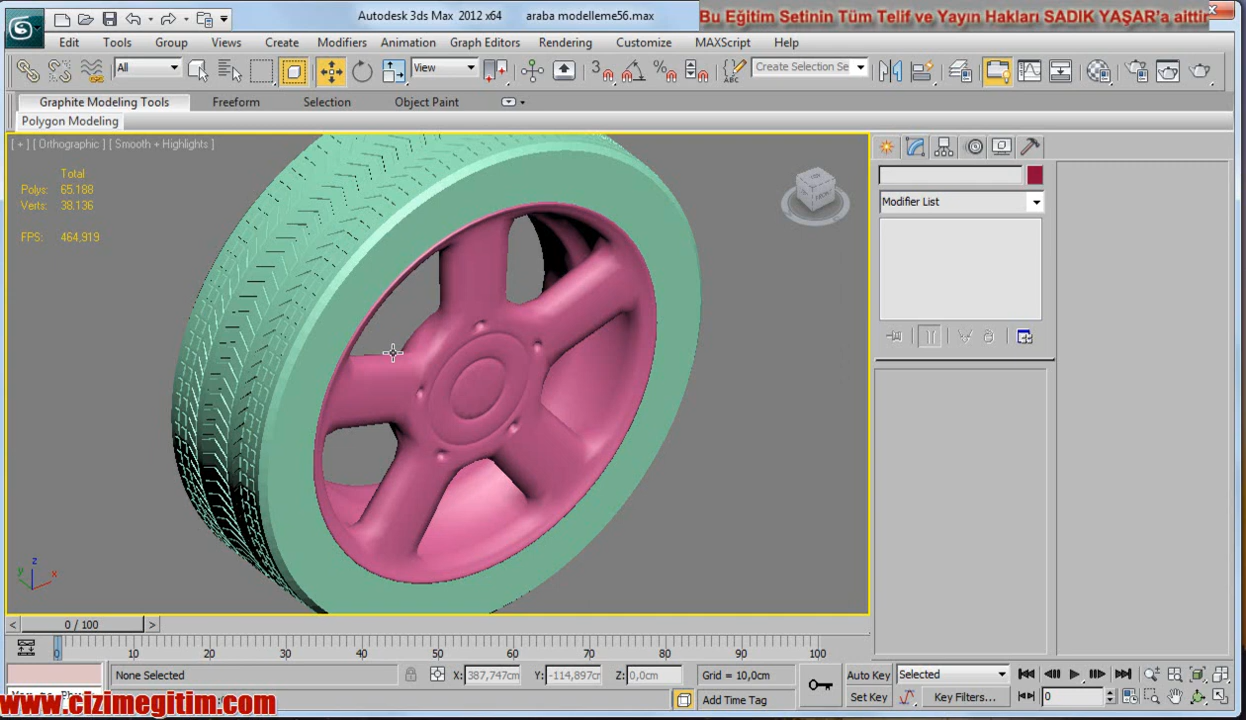 Autodesk 3ds Max 2012 x64 araba modelleme56.max
Bu Eğitim Setinin Tüm Telif ve Yayın Hakları SADIK YAŞAR'a aittir
Edit Tools Group Views Create Modifiers Animation Graph Editors Rendering Customize MAXScript Help
All View 3 Create Selection Se
Graphite Modeling Tools Freeform Selection Object Paint
Polygon Modeling
[ + ] [ Orthographic ] [ Smooth + Highlights ]
Total
Polys: 65.188
Verts: 38.136
FPS: 464,919
Modifier List
z
y x
< 0 / 100 >
0 10 20 30 40 50 60 70 80 90 100
None Selected X: 387,747cm Y: -114,897cm Z: 0,0cm Grid = 10,0cm Auto Key Selected
Add Time Tag Set Key Key Filters... 0
www.cizimegitim.com